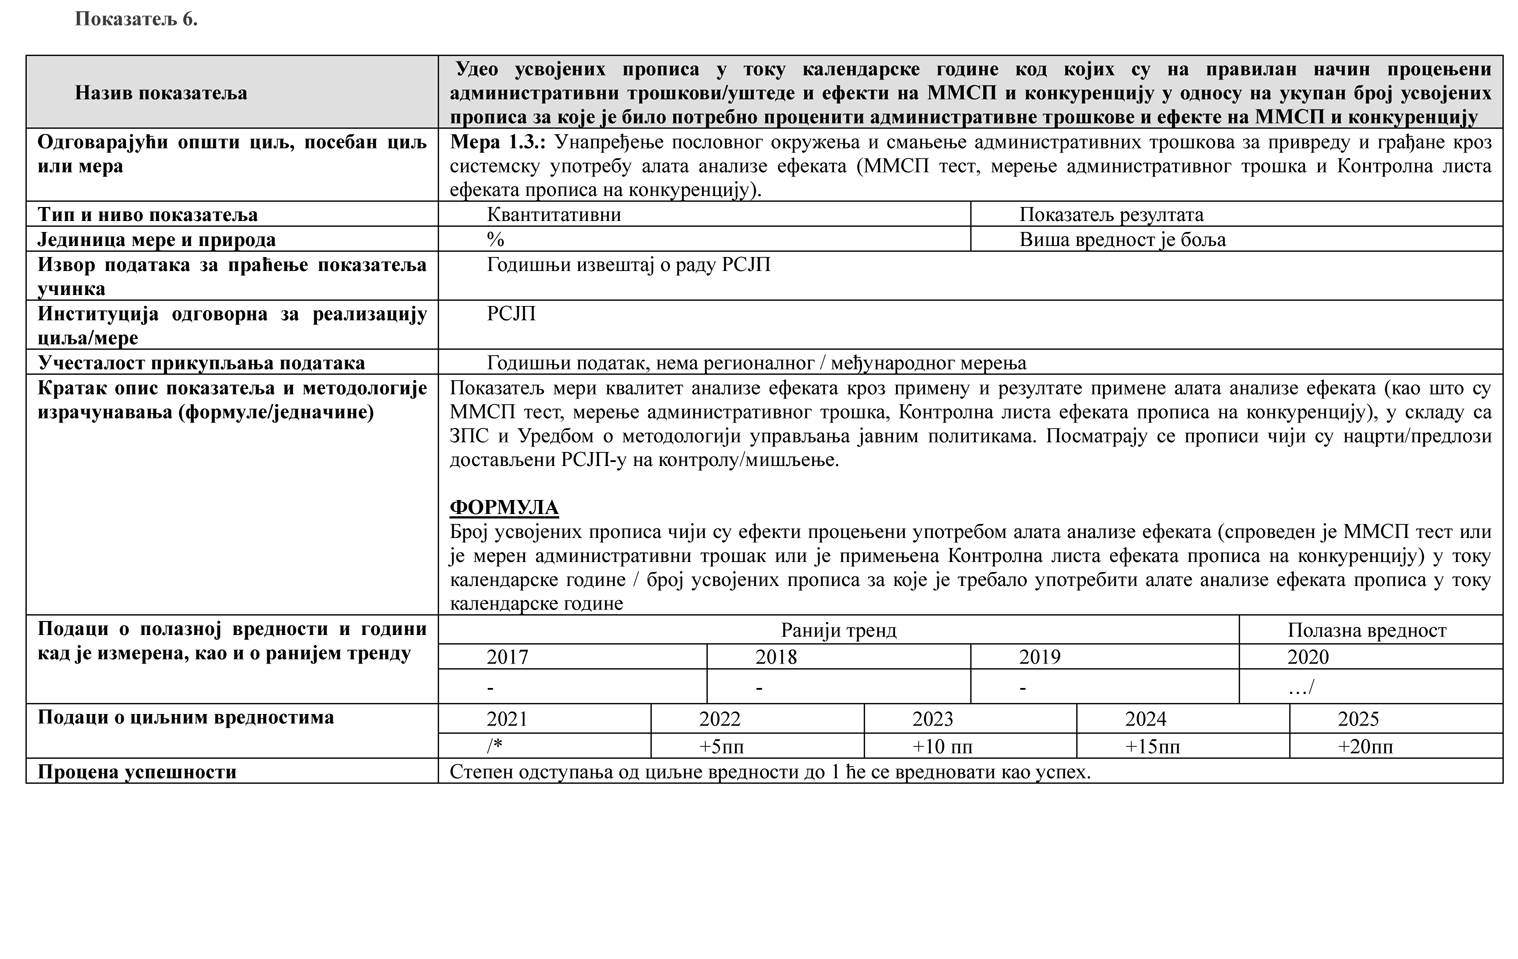 Показатељ 6.
Назив показатеља
Удео усвојених прописа у току календарске године код којих су на правилан начин процењени
административни трошкови/уштеде и ефекти на ММСП и конкуренцију у односу на укупан број усвојених
прописа за које је било потребно проценити административне трошкове и ефекте на ММСП и конкуренцију
Одговарајући општи циљ, посебан циљ
или мера
Мера 1.3.: Унапређење пословног окружења и смањење административних трошкова за привреду и грађане кроз
системску употребу алата анализе ефеката (ММСП тест, мерење административног трошка и Контролна листа
ефеката прописа на конкуренцију).
Тип и ниво показатеља
Квантитативни
Показатељ резултата
Јединица мере и природа
%
Виша вредност је боља
Извор података за праћење показатеља
учинка
Годишњи извештај о раду РСЈП
Институција одговорна за реализацију
циља/мере
РСЈП
Учесталост прикупљања података
Годишњи податак, нема регионалног / међународног мерења
Кратак опис показатеља и методологије
израчунавања (формуле/једначине)
Показатељ мери квалитет анализе ефеката кроз примену и резултате примене алата анализе ефеката (као што су
ММСП тест, мерење административног трошка, Контролна листа ефеката прописа на конкуренцију), у складу са
ЗПС и Уредбом о методологији управљања јавним политикама. Посматрају се прописи чији су нацрти/предлози
достављени РСЈП-у на контролу/мишљење.
ФОРМУЛА
Број усвојених прописа чији су ефекти процењени употребом алата анализе ефеката (спроведен је ММСП тест или
је мерен административни трошак или је примењена Контролна листа ефеката прописа на конкуренцију) у току
календарске године / број усвојених прописа за које је требало употребити алате анализе ефеката прописа у току
календарске године
Подаци о полазној вредности и години
кад је измерена, као и о ранијем тренду
Ранији тренд
Полазна вредност
2017
2018
2019
2020
-
-
-
…/
Подаци о циљним вредностима
2021
2022
2023
2024
2025
/*
+5пп
+10 пп
+15пп
+20пп
Процена успешности
Степен одступања од циљне вредности до 1 ће се вредновати као успех.